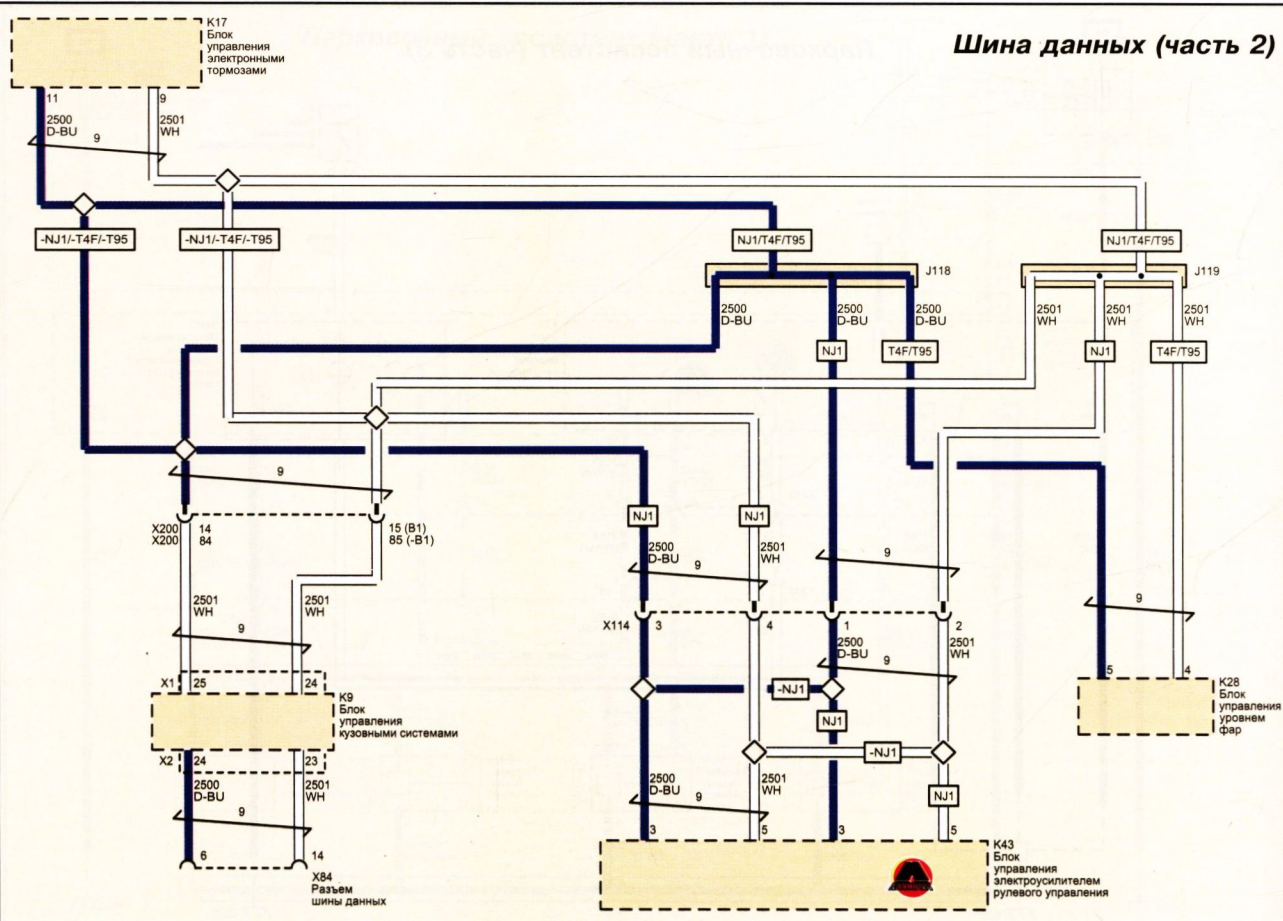 Шина данных (часть 2)
K17
Блок
управления
электронными
тормозами
11
9
2500
D-BU
2501
WH
9
-NJ1/-T4F/-T95
-NJ1/-T4F/-T95
NJ1/T4F/T95
NJ1/T4F/T95
J118
J119
2500
D-BU
2500
D-BU
2500
D-BU
2501
WH
2501
WH
2501
WH
NJ1
T4F/T95
NJ1
T4F/T95
9
X200 14
X200 84
15 (B1)
85 (-B1)
NJ1
NJ1
2500
D-BU
2501
WH
9
9
9
2501
WH
2501
WH
9
X114
3
4
1
2
2500
D-BU
2501
WH
9
X1
25
24
K9
Блок
управления
кузовными системами
-NJ1
NJ1
5
4
K28
Блок
управления
уровнем
фар
X2
24
23
-NJ1
2500
D-BU
2501
WH
9
2500
D-BU
2501
WH
9
NJ1
6
14
X84
Разъем
шины данных
3
5
3
5
K43
Блок
управления
электроусилителем
рулевого управления